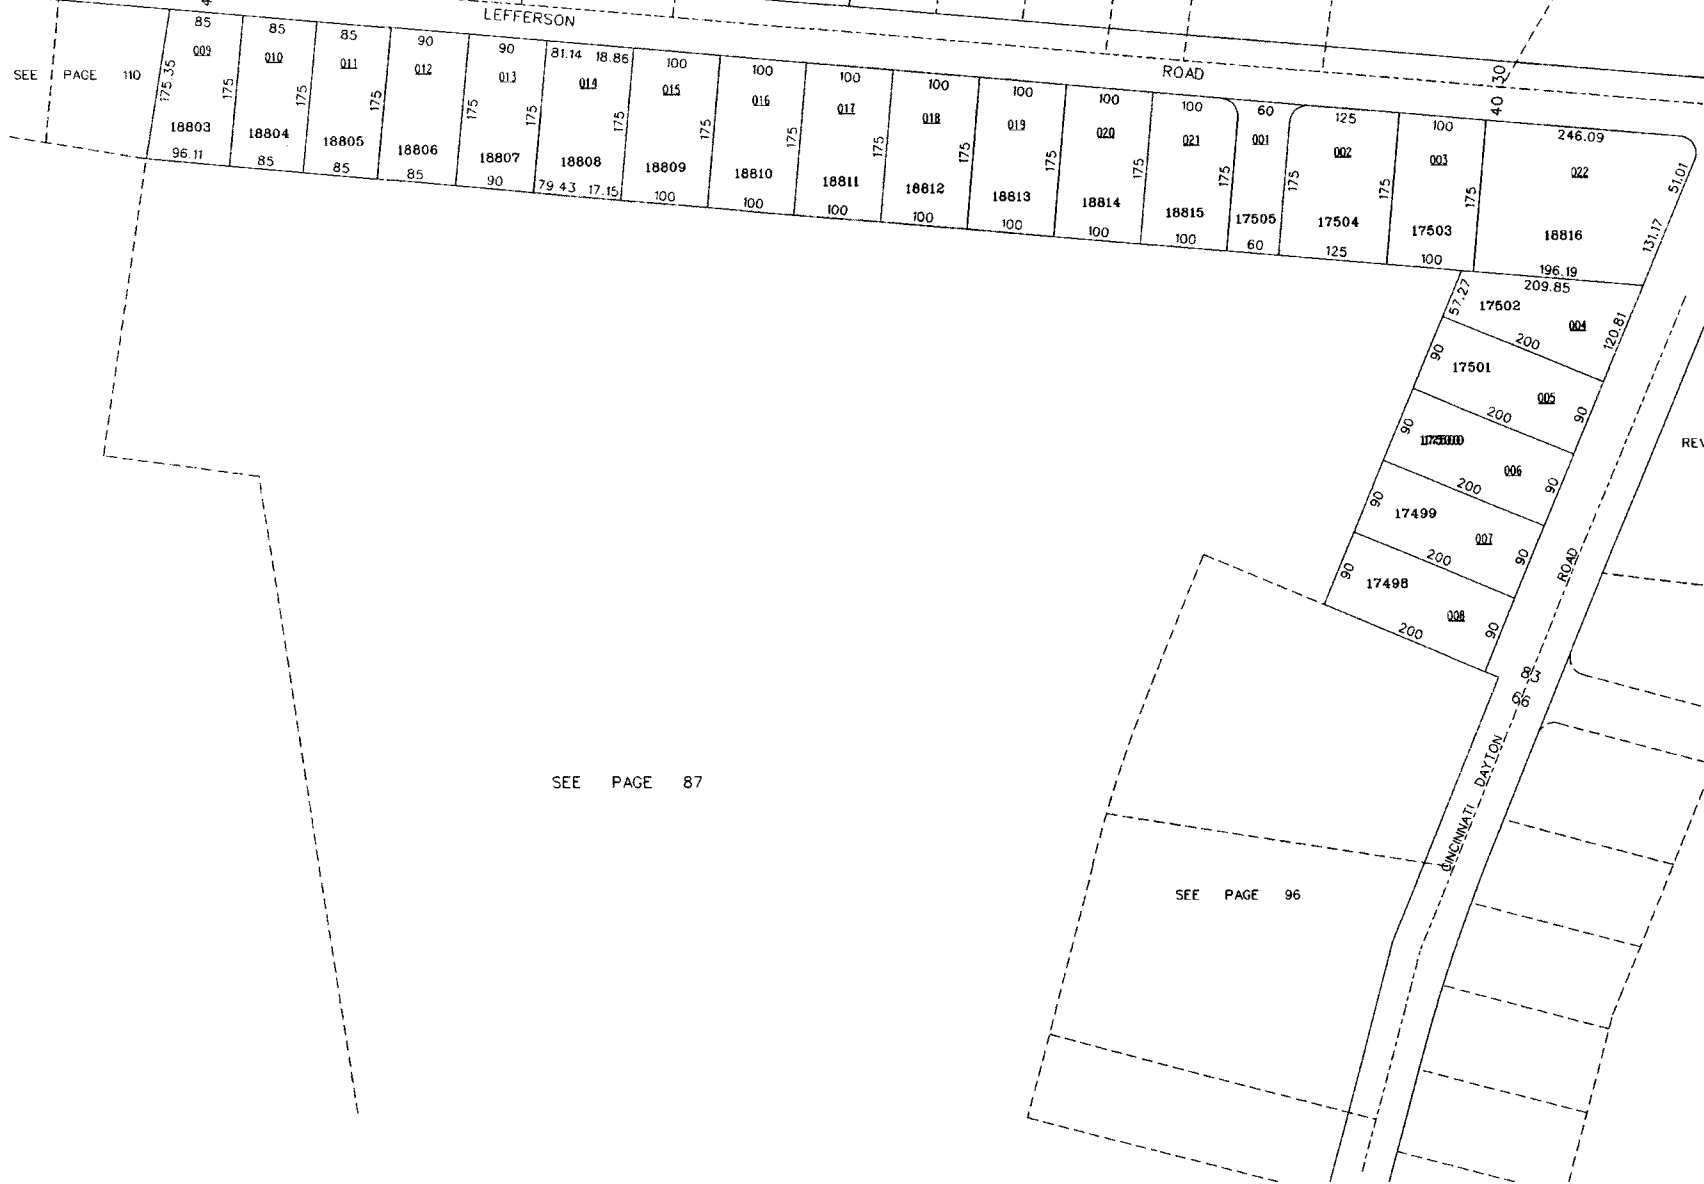 LEFFERSON ROAD
40 130
SEE PAGE 110
85 009 175.35 175 18803 96.11
85 010 175 18804 85
85 011 175 18805 85
90 012 18806 85
90 013 175 175 18807 90
81.14 18.86 014 175 18808 79.43 17.15
100 015 175 18809 100
100 016 175 18810 100
100 017 175 18811 100
100 018 175 18812 100
100 019 175 18813 100
100 020 175 18814 100
100 021 175 18815 100
60 001 17505 60
125 002 175 175 17504 125
100 003 175 17503 100
246.09 022 51.01 131.17 18816 196.19
209.85 57.27 17502 004 120.81 200
90 17501 005 90 200
90 006 90 200
90 17499 007 90 200
90 17498 008 90 200
REV
ROAD
83
96
CINCINNATI DAYTON
SEE PAGE 87
SEE PAGE 96